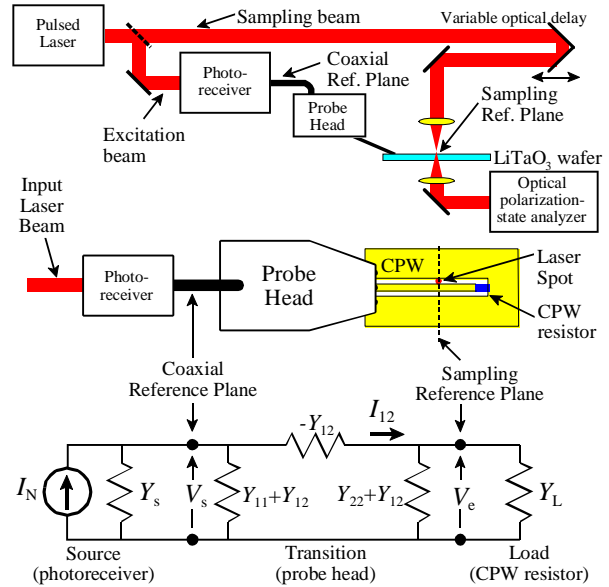 Pulsed
Laser
Sampling beam
Variable optical delay
Photo-
receiver
Coaxial
Ref. Plane
Probe
Head
Sampling
Ref. Plane
Excitation
beam
LiTaO3 wafer
Optical
polarization-
state analyzer
Input
Laser
Beam
Photo-
receiver
Probe
Head
CPW
Laser
Spot
CPW
resistor
Coaxial
Reference Plane
Sampling
Reference Plane
-Y12
I12
IN
Ys
Vs
Y11+Y12
Y22+Y12
Ve
YL
Source
(photoreceiver)
Transition
(probe head)
Load
(CPW resistor)